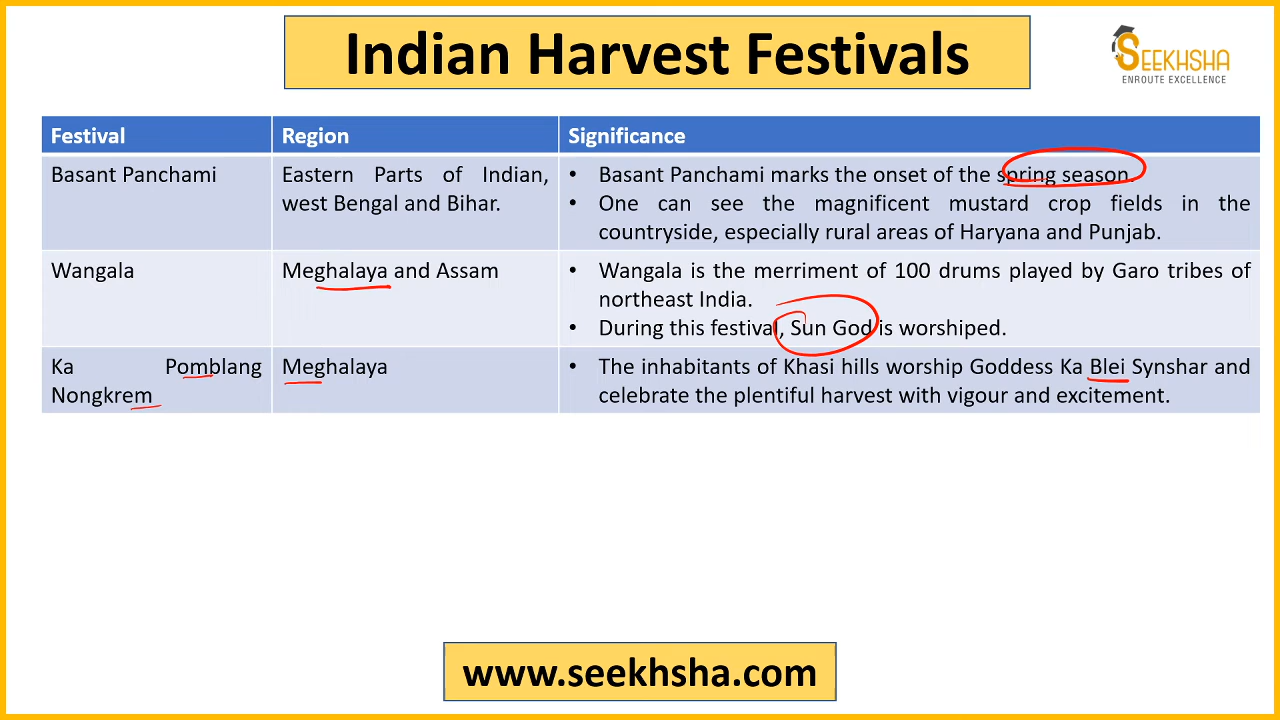 Indian Harvest Festivals
SEEKHSHA
ENROUTE EXCELLENCE
Festival Region Significance
Basant Panchami
Eastern Parts of Indian,
west Bengal and Bihar.
• Basant Panchami marks the onset of the spring season.
• One can see the magnificent mustard crop fields in the
countryside, especially rural areas of Haryana and Punjab.
Wangala
Meghalaya and Assam
• Wangala is the merriment of 100 drums played by Garo tribes of
northeast India.
• During this festival, Sun God is worshiped.
Ka Pomblang
Nongkrem
Meghalaya
• The inhabitants of Khasi hills worship Goddess Ka Blei Synshar and
celebrate the plentiful harvest with vigour and excitement.
www.seekhsha.com